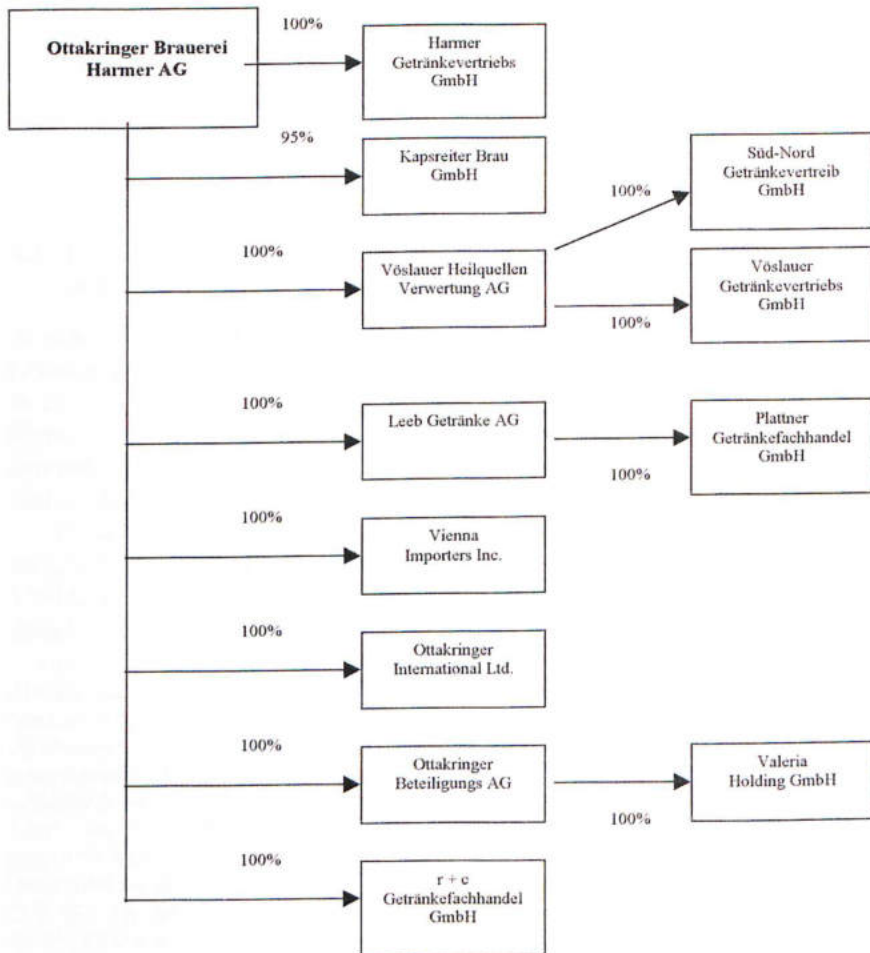 Ottakringer Brauerei
Harmer AG
100%
Harmer
Getränkevertriebs
GmbH
95%
Kapsreiter Brau
GmbH
100%
Süd-Nord
Getränkevertreib
GmbH
100%
Vöslauer Heilquellen
Verwertung AG
Vöslauer
Getränkevertriebs
GmbH
100%
100%
Leeb Getränke AG
Plattner
Getränkefachhandel
GmbH
100%
100%
Vienna
Importers Inc.
100%
Ottakringer
International Ltd.
100%
Ottakringer
Beteiligungs AG
Valeria
Holding GmbH
100%
100%
r + c
Getränkefachhandel
GmbH